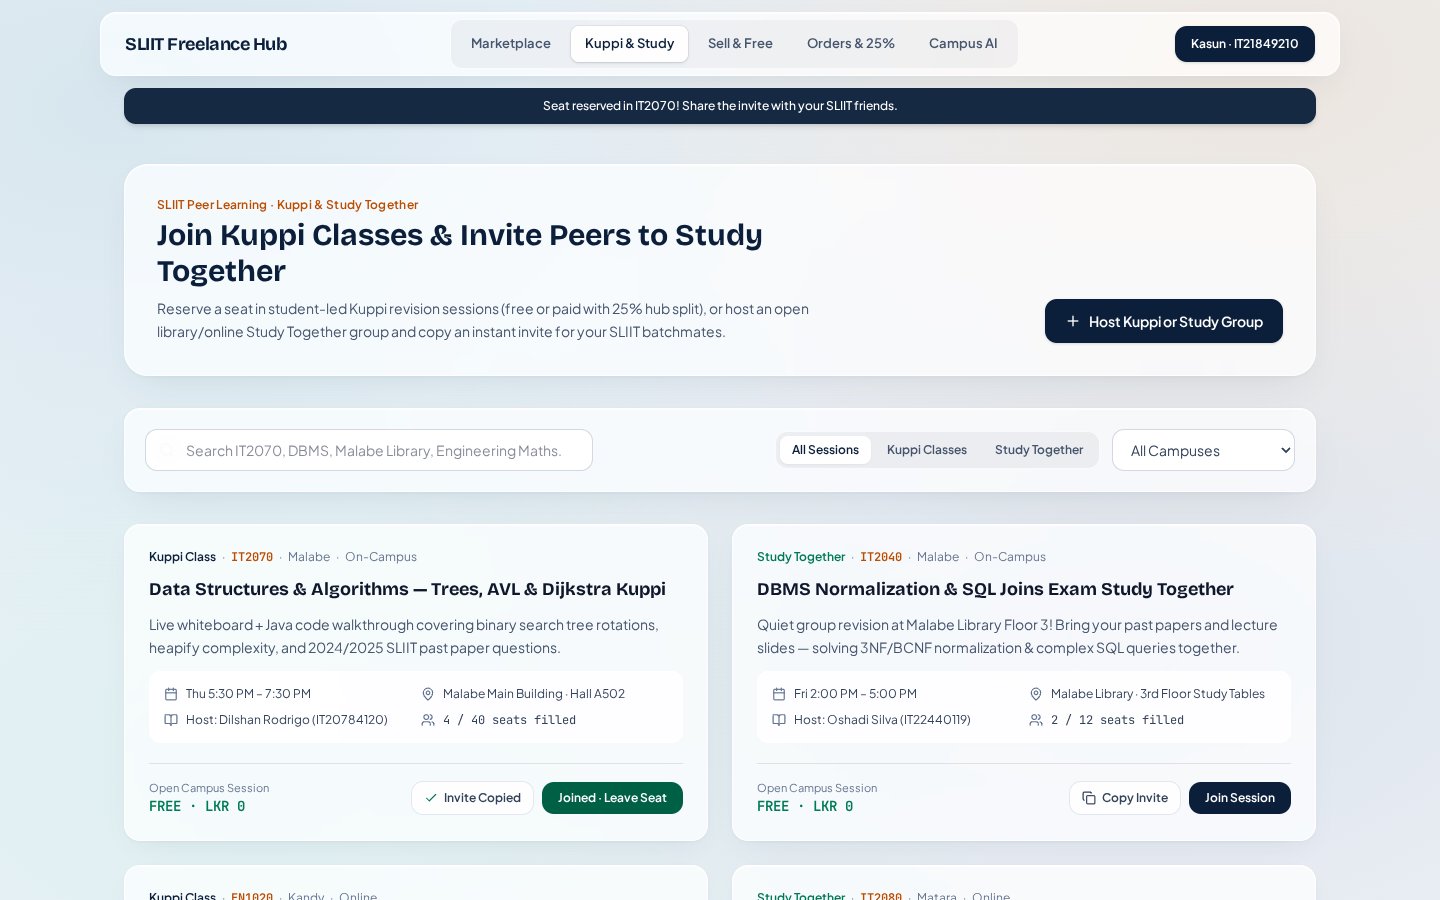 SLIIT Freelance Hub
Marketplace
Kuppi & Study
Sell & Free
Orders & 25%
Campus AI
Kasun · IT21849210
Seat reserved in IT2070! Share the invite with your SLIIT friends.
SLIIT Peer Learning · Kuppi & Study Together
Join Kuppi Classes & Invite Peers to Study
Together
Reserve a seat in student-led Kuppi revision sessions (free or paid with 25% hub split), or host an open
library/online Study Together group and copy an instant invite for your SLIIT batchmates.
Host Kuppi or Study Group
Search IT2070, DBMS, Malabe Library, Engineering Maths.
All Sessions
Kuppi Classes
Study Together
All Campuses
Kuppi Class · IT2070 · Malabe · On-Campus
Data Structures & Algorithms — Trees, AVL & Dijkstra Kuppi
Live whiteboard + Java code walkthrough covering binary search tree rotations,
heapify complexity, and 2024/2025 SLIIT past paper questions.
Thu 5:30 PM – 7:30 PM
Malabe Main Building · Hall A502
Host: Dilshan Rodrigo (IT20784120)
4 / 40 seats filled
Open Campus Session
FREE · LKR 0
Invite Copied
Joined · Leave Seat
Study Together · IT2040 · Malabe · On-Campus
DBMS Normalization & SQL Joins Exam Study Together
Quiet group revision at Malabe Library Floor 3! Bring your past papers and lecture
slides — solving 3NF/BCNF normalization & complex SQL queries together.
Fri 2:00 PM – 5:00 PM
Malabe Library · 3rd Floor Study Tables
Host: Oshadi Silva (IT22440119)
2 / 12 seats filled
Open Campus Session
FREE · LKR 0
Copy Invite
Join Session
Kuppi Class · EN1020 · Kandy · Online
Study Together · IT2080 · Matara · Online